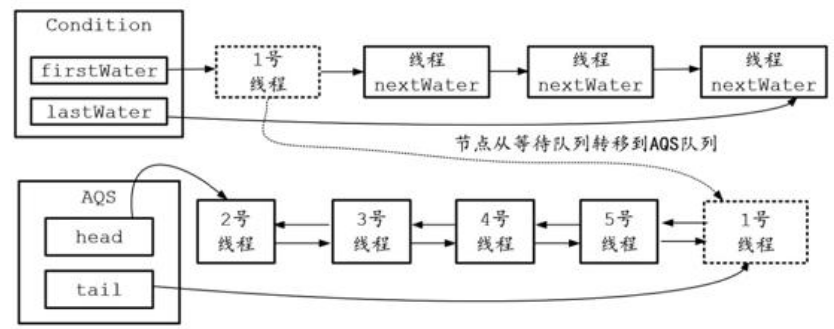 Condition
firstWater
lastWater
1号
线程
线程
nextWater
线程
nextWater
线程
nextWater
节点从等待队列转移到AQS队列
AQS
head
tail
2号
线程
3号
线程
4号
线程
5号
线程
1号
线程